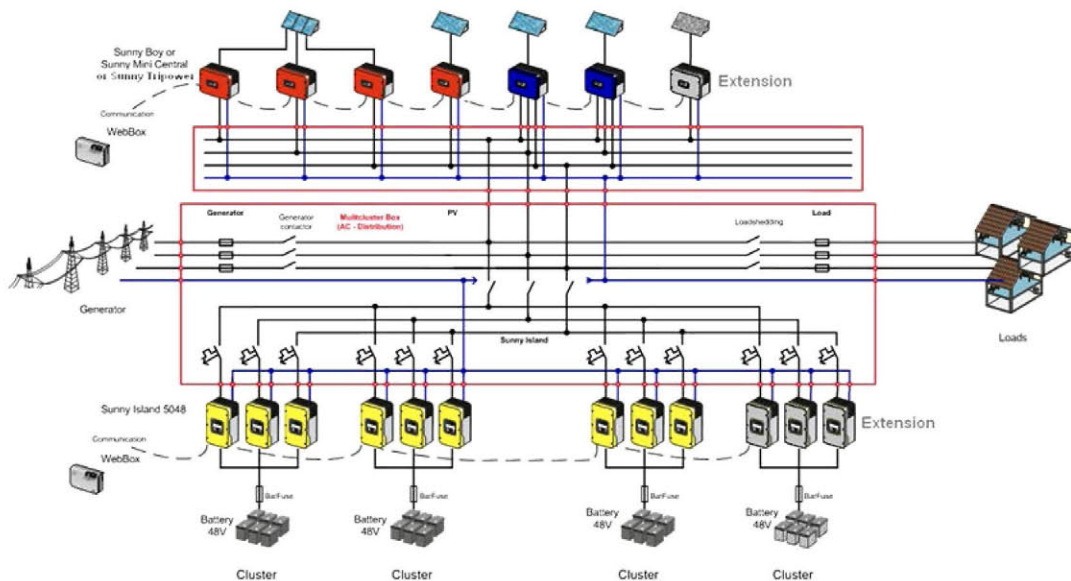 Sunny Boy or
Sunny Mini Central
or Sunny Tripower
Extension
Communication
WebBox
Generator
Generator
contactor
Mulitcluster Box
(AC - Distribution)
PV
Loadshedding
Load
Generator
Loads
Sunny Island
Sunny Island 5048
Extension
Communication
WebBox
BatFuse
BatFuse
BatFuse
BatFuse
Battery
48V
Battery
48V
Battery
48V
Battery
48V
Cluster
Cluster
Cluster
Cluster